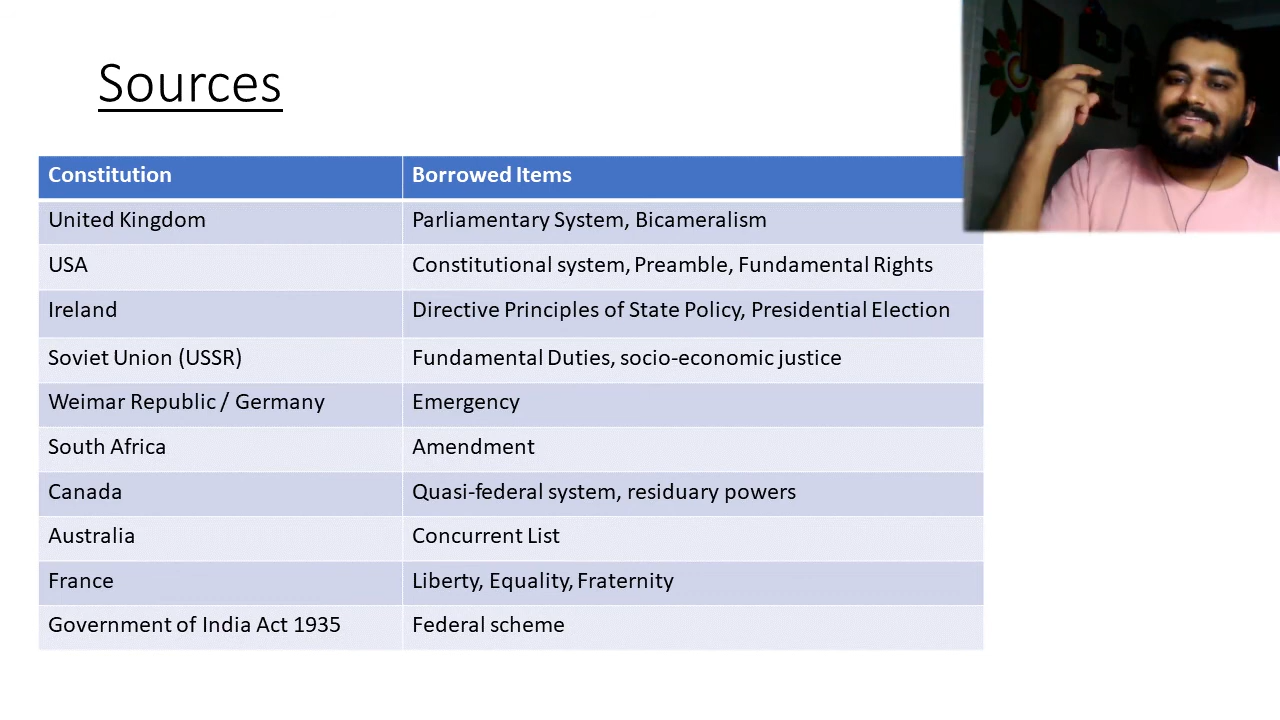 Sources
Constitution Borrowed Items
United Kingdom Parliamentary System, Bicameralism
USA Constitutional system, Preamble, Fundamental Rights
Ireland Directive Principles of State Policy, Presidential Election
Soviet Union (USSR) Fundamental Duties, socio-economic justice
Weimar Republic / Germany Emergency
South Africa Amendment
Canada Quasi-federal system, residuary powers
Australia Concurrent List
France Liberty, Equality, Fraternity
Government of India Act 1935 Federal scheme